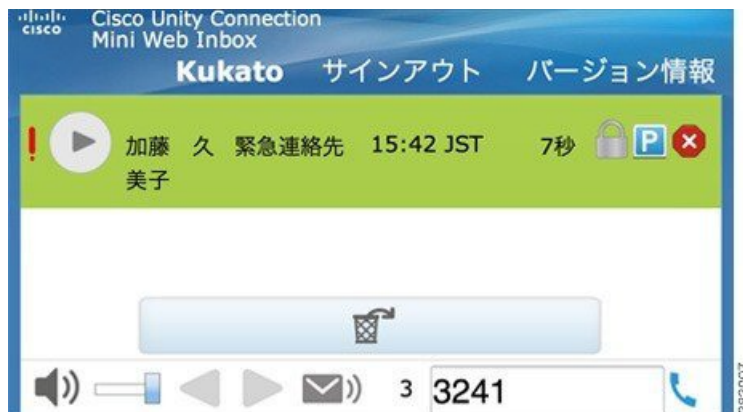 CISCO
Cisco Unity Connection
Mini Web Inbox
Kukato サインアウト バージョン情報
加藤 久 緊急連絡先 15:42 JST 7秒 P
美子
3 3241